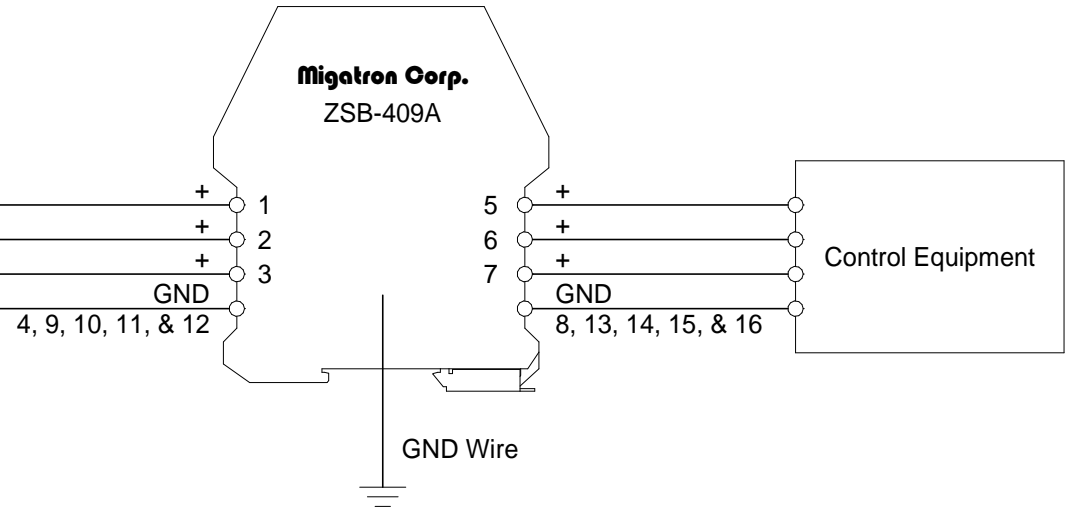 Migatron Corp.
ZSB-409A
+
1
+
2
+
3
GND
4, 9, 10, 11, & 12
5
+
6
+
7
+
GND
8, 13, 14, 15, & 16
Control Equipment
GND Wire